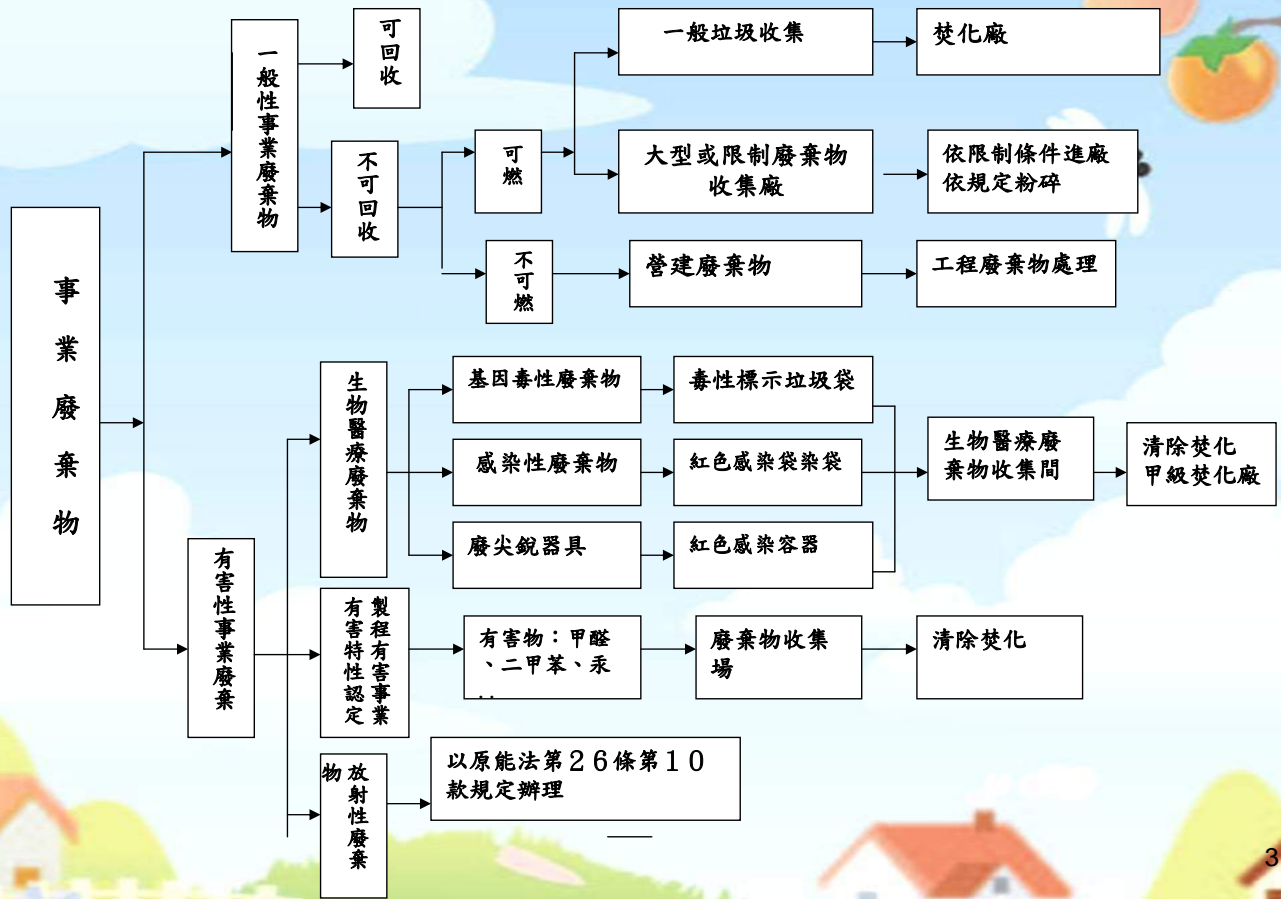 事業廢棄物
一般性事業廢棄物
可回收
不可回收
可燃
一般垃圾收集
焚化廠
大型或限制廢棄物
收集廠
依限制條件進廠
依規定粉碎
不可燃
營建廢棄物
工程廢棄物處理
有害性事業廢棄
生物醫療廢棄物
基因毒性廢棄物
毒性標示垃圾袋
感染性廢棄物
紅色感染袋染袋
廢尖銳器具
紅色感染容器
生物醫療廢
棄物收集間
清除焚化
甲級焚化廠
製程有害事業
有害特性認定
有害物：甲醛
、二甲苯、汞
..
廢棄物收集
場
清除焚化
放射性廢棄
物
以原能法第２６條第１０
款規定辦理
3